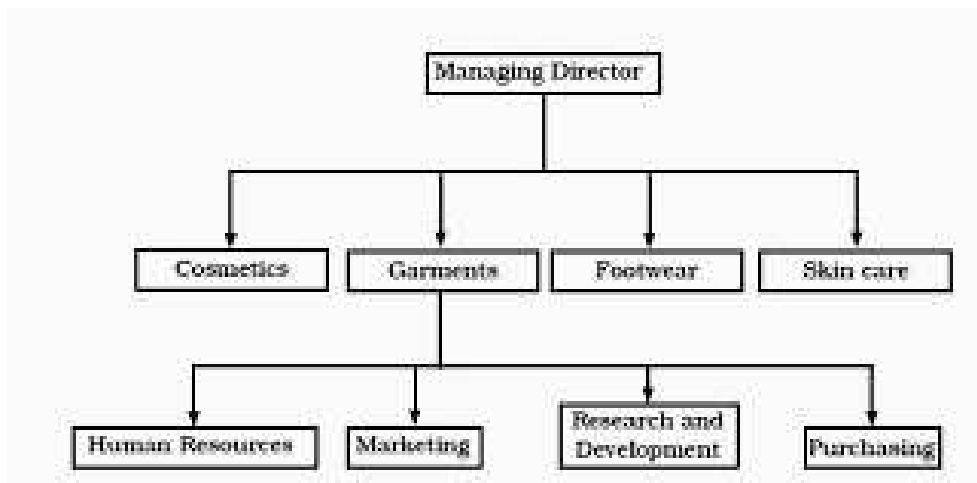 Managing Director
Cosmetics
Garments
Footwear
Skin care
Human Resources
Marketing
Research and
Development
Purchasing